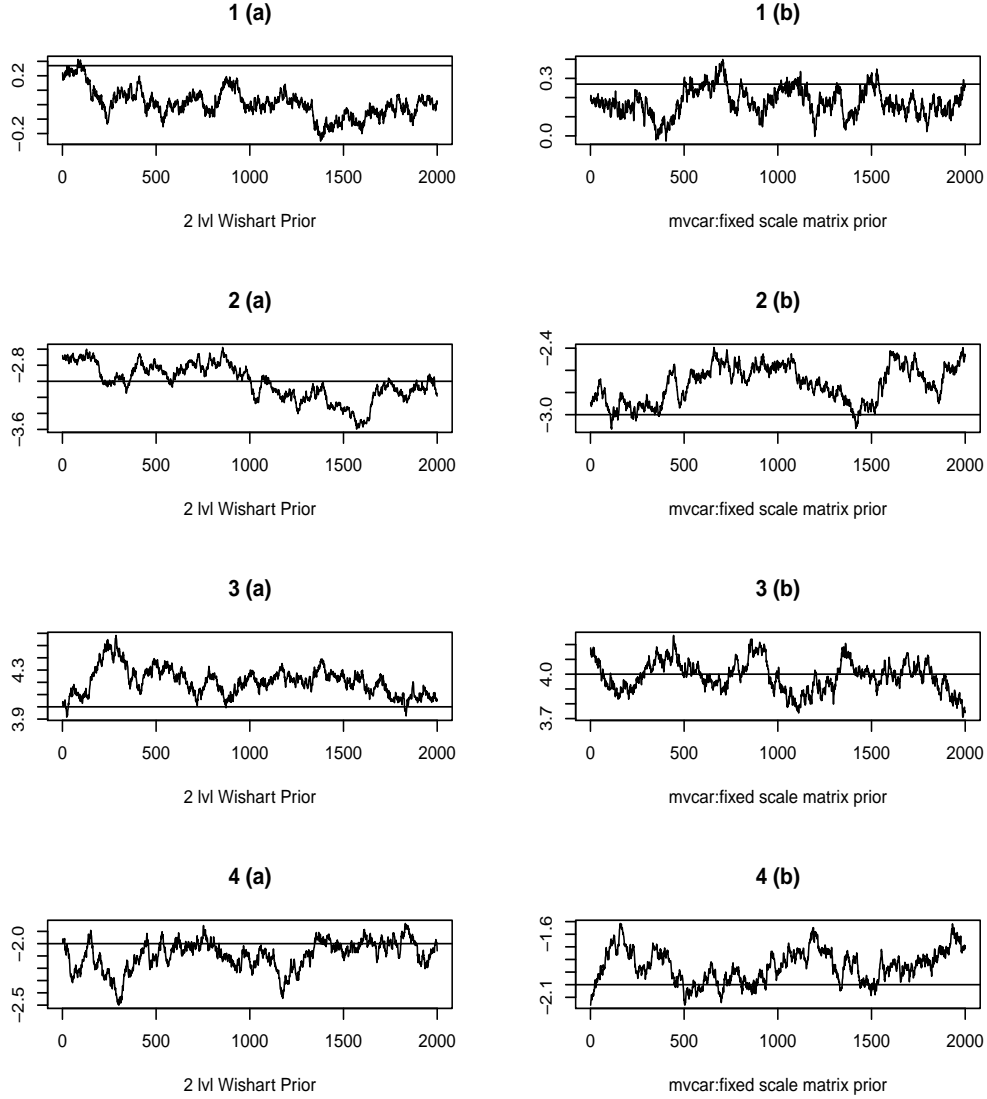 1 (a)
0.2
-0.2
0 500 1000 1500 2000
2 lvl Wishart Prior
1 (b)
0.3
0.0
0 500 1000 1500 2000
mvcar:fixed scale matrix prior
2 (a)
-2.8
-3.6
0 500 1000 1500 2000
2 lvl Wishart Prior
2 (b)
-2.4
-3.0
0 500 1000 1500 2000
mvcar:fixed scale matrix prior
3 (a)
4.3
3.9
0 500 1000 1500 2000
2 lvl Wishart Prior
3 (b)
4.0
3.7
0 500 1000 1500 2000
mvcar:fixed scale matrix prior
4 (a)
-2.0
-2.5
0 500 1000 1500 2000
2 lvl Wishart Prior
4 (b)
-1.6
-2.1
0 500 1000 1500 2000
mvcar:fixed scale matrix prior